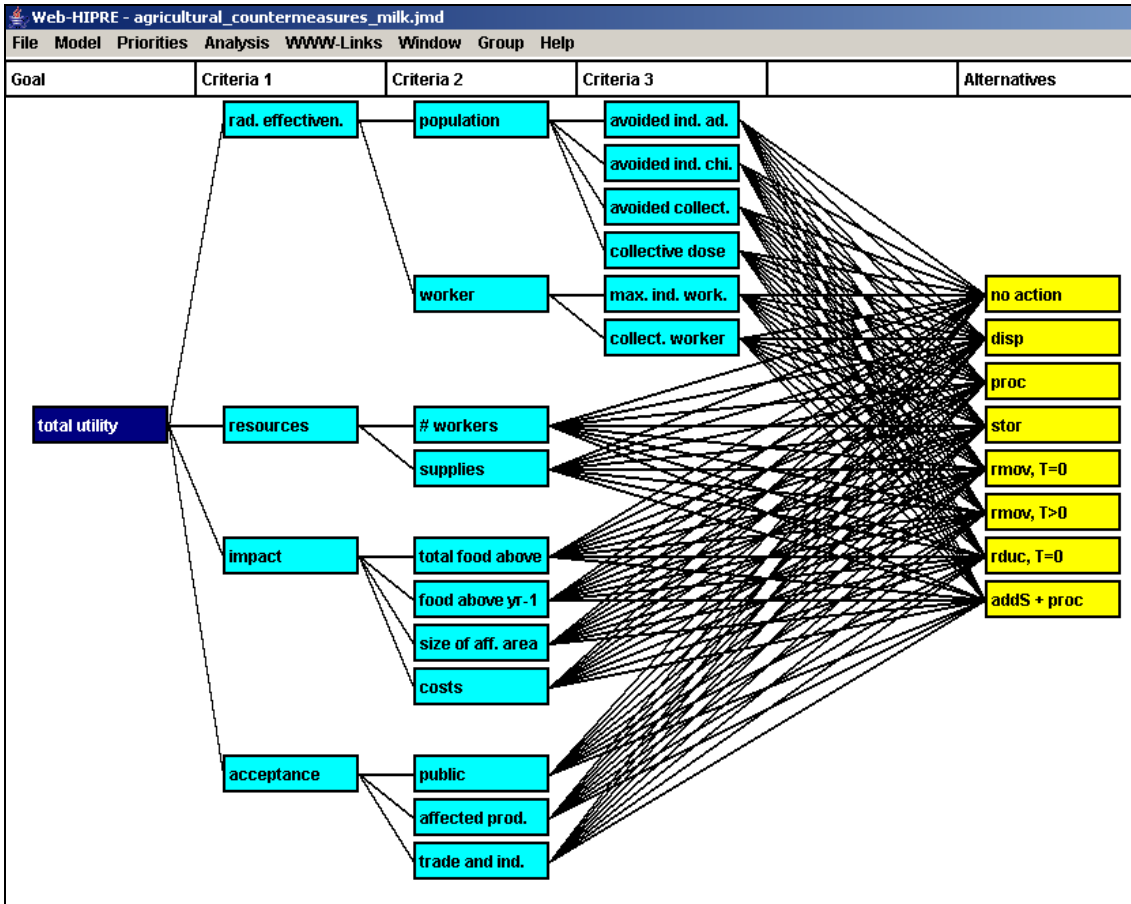 Web-HIPRE - agricultural_countermeasures_milk.jmd
File Model Priorities Analysis WWW-Links Window Group Help
Goal Criteria 1 Criteria 2 Criteria 3 Alternatives
rad. effectiven. population avoided ind. ad.
avoided ind. chi.
avoided collect.
collective dose
worker max. ind. work. no action
collect. worker disp
proc
total utility resources # workers stor
supplies rmov, T=0
rmov, T>0
impact total food above rduc, T=0
food above yr-1 addS + proc
size of aff. area
costs
acceptance public
affected prod.
trade and ind.